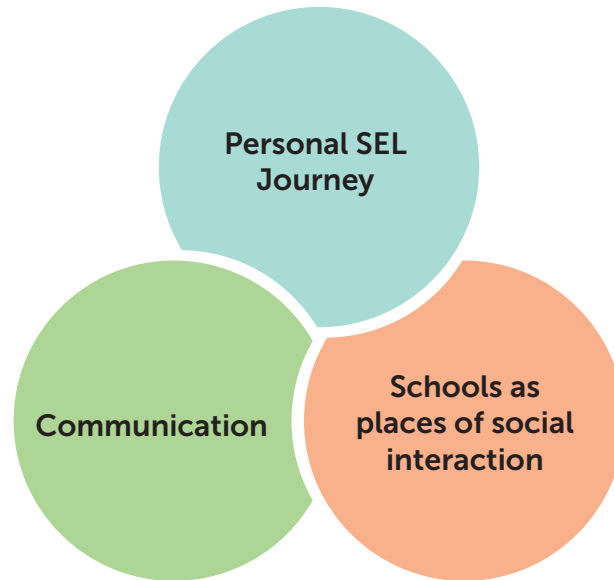 Personal SEL
Journey
Communication
Schools as
places of social
interaction